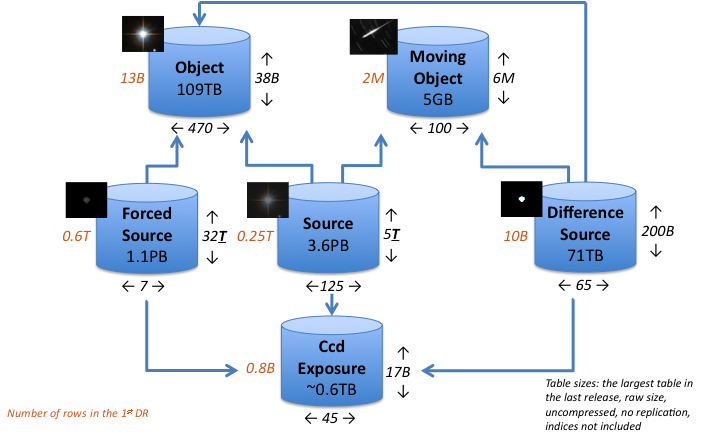 Object
109TB
13B
38B
← 470 →
Moving
Object
5GB
2M
6M
← 100 →
Forced
Source
1.1PB
0.6T
32T
← 7 →
Source
3.6PB
0.25T
5T
←125 →
Difference
Source
71TB
10B
200B
← 65 →
Ccd
Exposure
~0.6TB
0.8B
17B
← 45 →
Number of rows in the 1st DR
Table sizes: the largest table in
the last release, raw size,
uncompressed, no replication,
indices not included